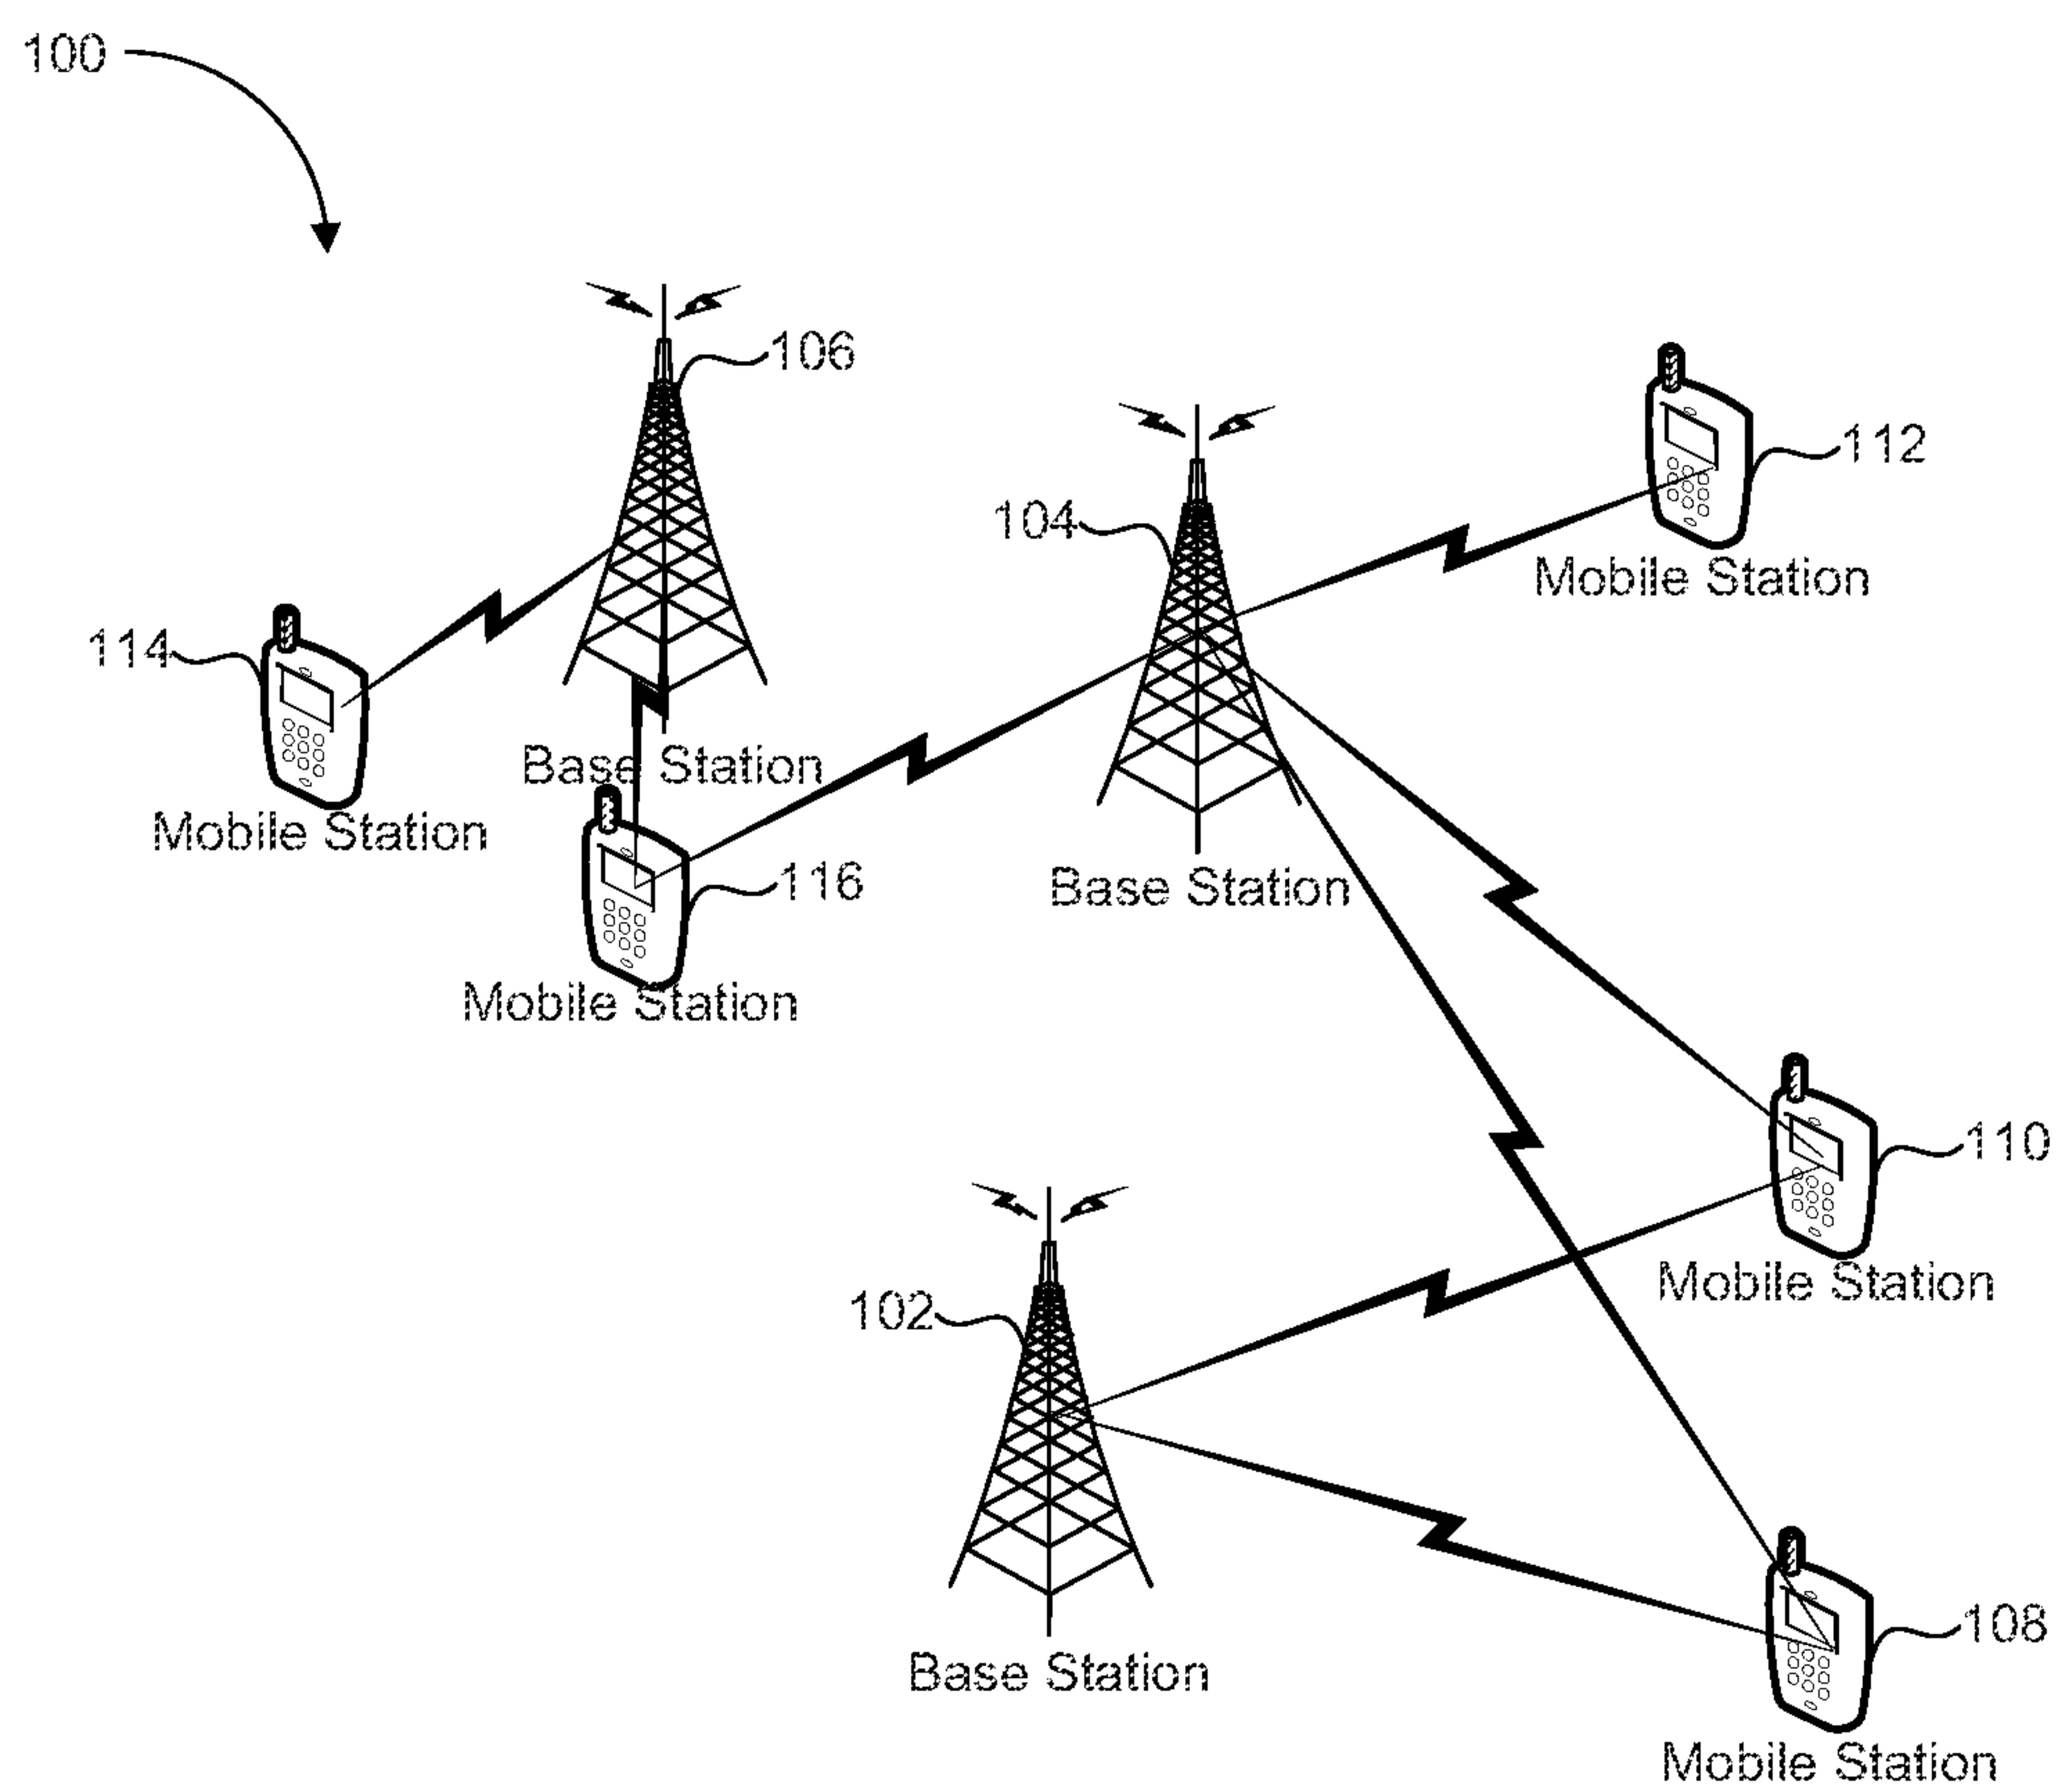 100
106
112
104
Mobile Station
114
Base Station
Mobile Station
116
Base Station
Mobile Station
110
Mobile Station
102
108
Base Station
Mobile Station